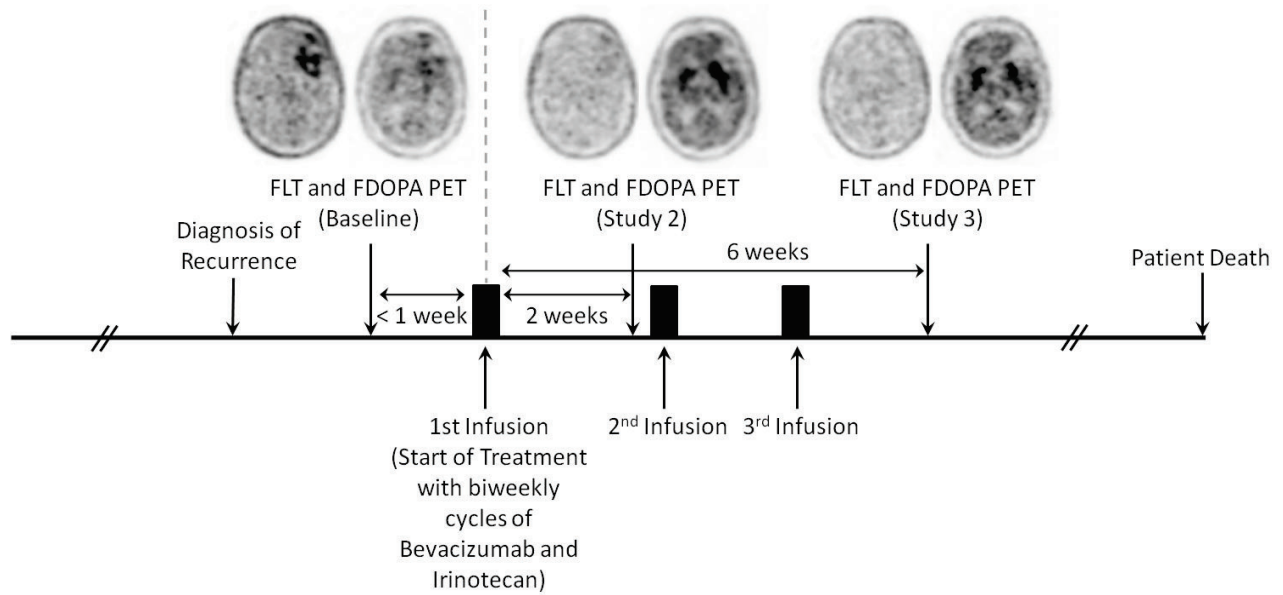 FLT and FDOPA PET
(Baseline)
FLT and FDOPA PET
(Study 2)
FLT and FDOPA PET
(Study 3)
Diagnosis of
Recurrence
6 weeks
Patient Death
< 1 week
2 weeks
1st Infusion
(Start of Treatment
with biweekly
cycles of
Bevacizumab and
Irinotecan)
2nd Infusion
3rd Infusion